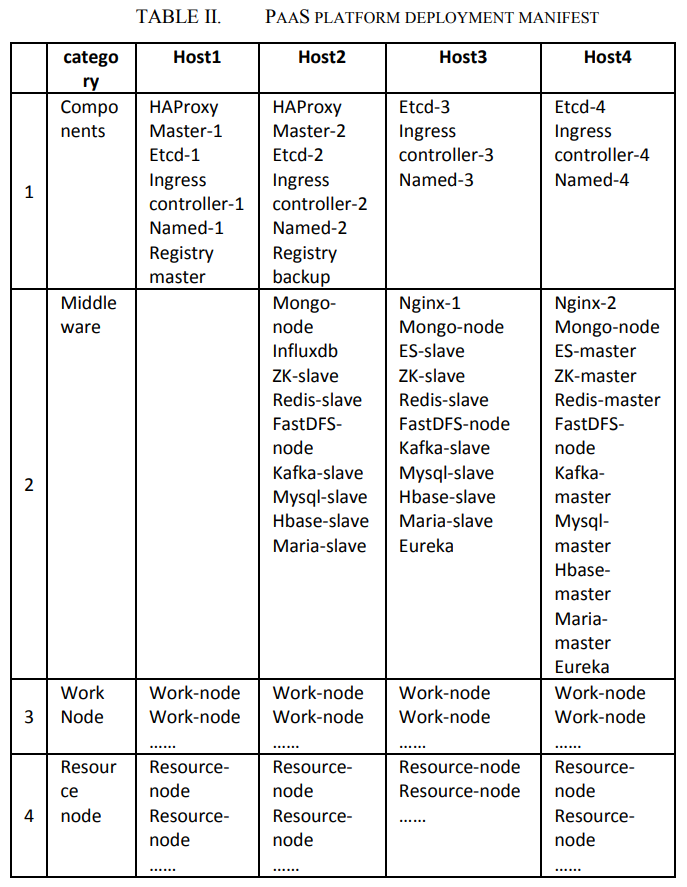 TABLE II. PAAS PLATFORM DEPLOYMENT MANIFEST
catego
ry
Host1
Host2
Host3
Host4
1
Compo
nents
HAProxy
Master-1
Etcd-1
Ingress
controller-1
Named-1
Registry
master
HAProxy
Master-2
Etcd-2
Ingress
controller-2
Named-2
Registry
backup
Etcd-3
Ingress
controller-3
Named-3
Etcd-4
Ingress
controller-4
Named-4
2
Middle
ware
Mongo-
node
Influxdb
ZK-slave
Redis-slave
FastDFS-
node
Kafka-slave
Mysql-slave
Hbase-slave
Maria-slave
Nginx-1
Mongo-node
ES-slave
ZK-slave
Redis-slave
FastDFS-node
Kafka-slave
Mysql-slave
Hbase-slave
Maria-slave
Eureka
Nginx-2
Mongo-node
ES-master
ZK-master
Redis-master
FastDFS-
node
Kafka-
master
Mysql-
master
Hbase-
master
Maria-
master
Eureka
3
Work
Node
Work-node
Work-node
……
Work-node
Work-node
……
Work-node
Work-node
……
Work-node
Work-node
……
4
Resour
ce
node
Resource-
node
Resource-
node
……
Resource-
node
Resource-
node
……
Resource-node
Resource-node
……
Resource-
node
Resource-
node
……